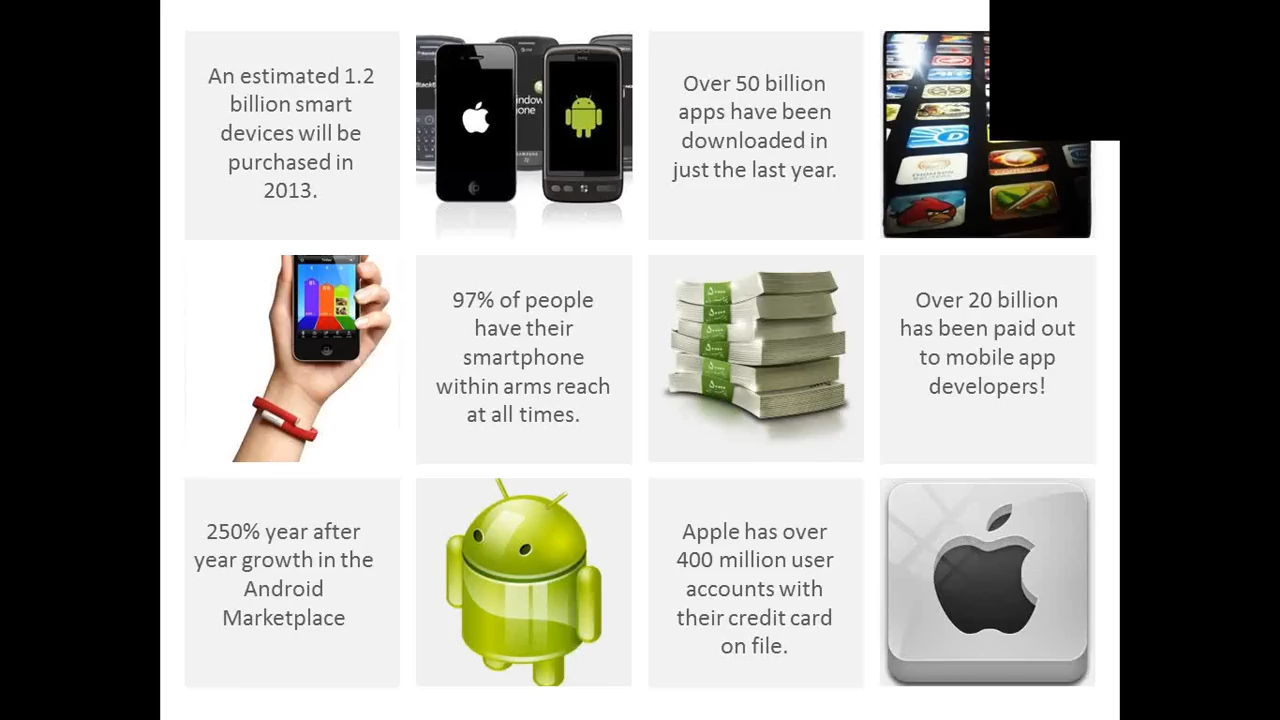 An estimated 1.2
billion smart
devices will be
purchased in
2013.
Over 50 billion
apps have been
downloaded in
just the last year.
97% of people
have their
smartphone
within arms reach
at all times.
Over 20 billion
has been paid out
to mobile app
developers!
250% year after
year growth in the
Android
Marketplace
Apple has over
400 million user
accounts with
their credit card
on file.